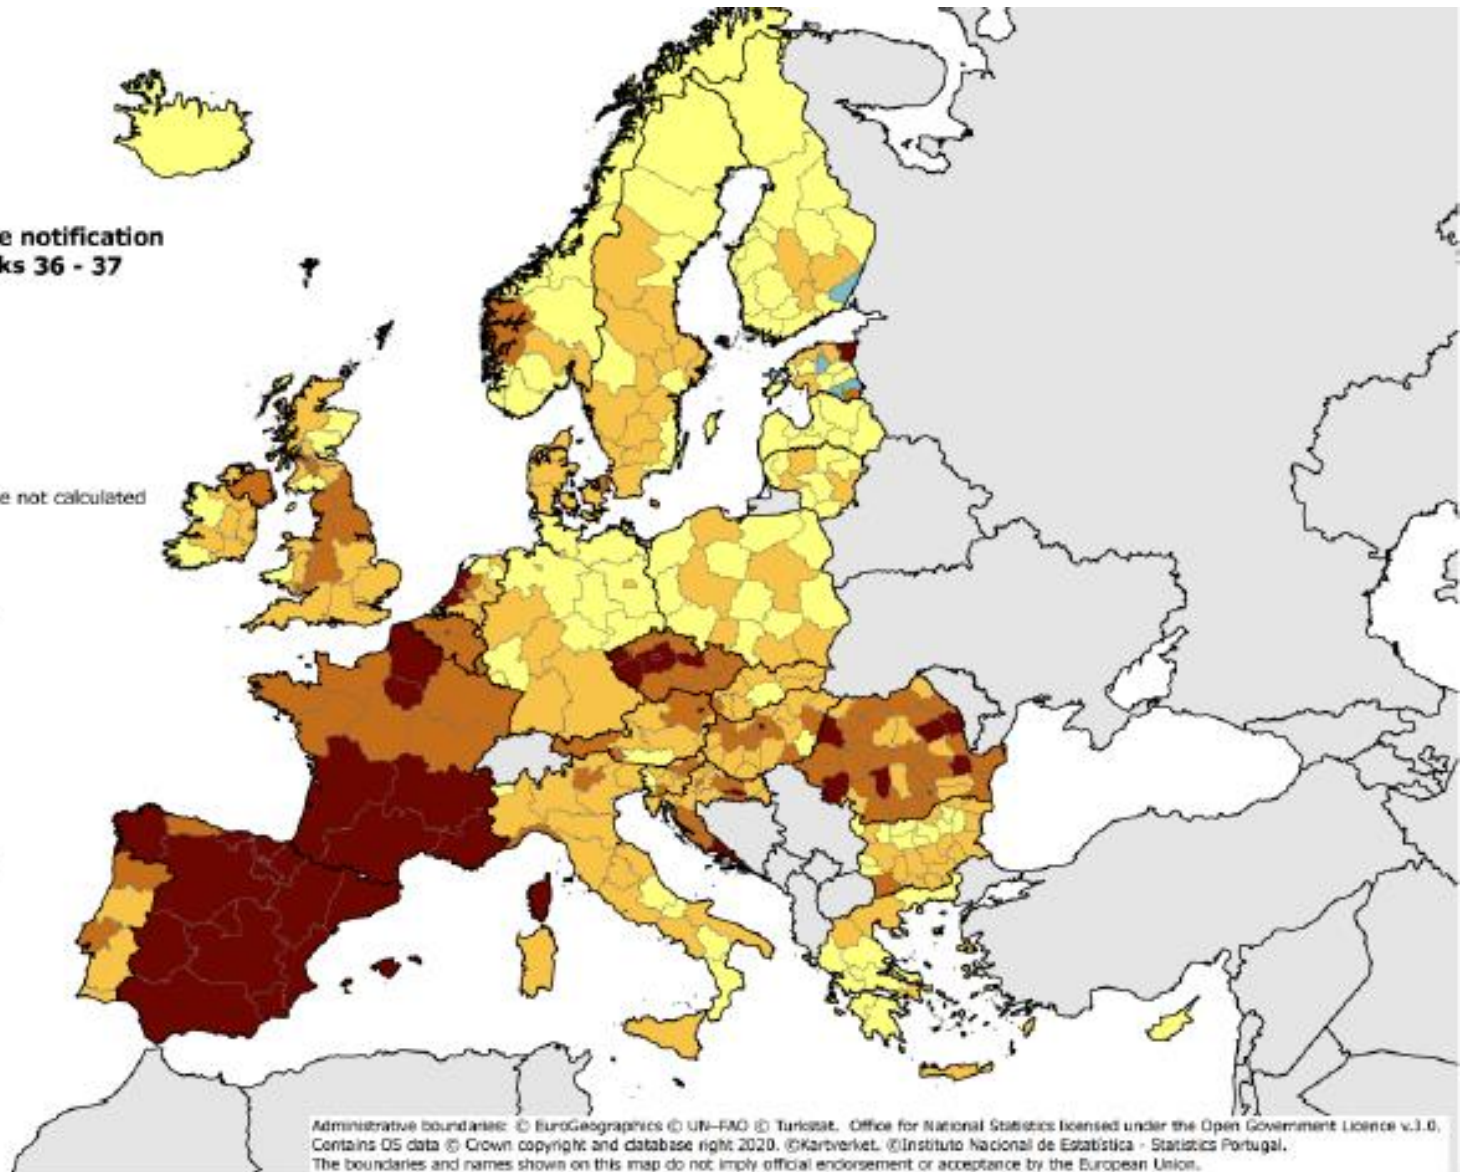 e notification
ks 36 - 37
e not calculated
Administrative boundaries: © EuroGeographics © UN–FAO © Turkstat. Office for National Statistics licensed under the Open Government Licence v.3.0.
Contains OS data © Crown copyright and database right 2020. ©Kartverket. ©Instituto Nacional de Estatística - Statistics Portugal.
The boundaries and names shown on this map do not imply official endorsement or acceptance by the European Union.